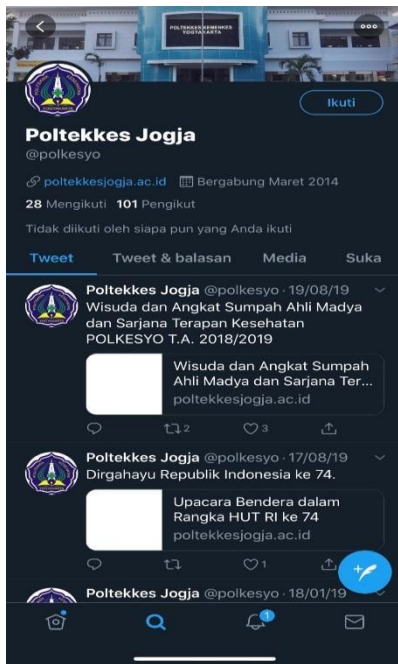 POLTEKKES KEMENKES
YOGYAKARTA
Ikuti
Poltekkes Jogja
@polkesyo
poltekkesjogja.ac.id Bergabung Maret 2014
28 Mengikuti 101 Pengikut
Tidak diikuti oleh siapa pun yang Anda ikuti
Tweet Tweet & balasan Media Suka
Poltekkes Jogja @polkesyo · 19/08/19
Wisuda dan Angkat Sumpah Ahli Madya
dan Sarjana Terapan Kesehatan
POLKESYO T.A. 2018/2019
Wisuda dan Angkat Sumpah
Ahli Madya dan Sarjana Ter...
poltekkesjogja.ac.id
2 3
Poltekkes Jogja @polkesyo · 17/08/19
Dirgahayu Republik Indonesia ke 74.
Upacara Bendera dalam
Rangka HUT RI ke 74
poltekkesjogja.ac.id
1
Poltekkes Jogja @polkesyo · 18/01/19
1